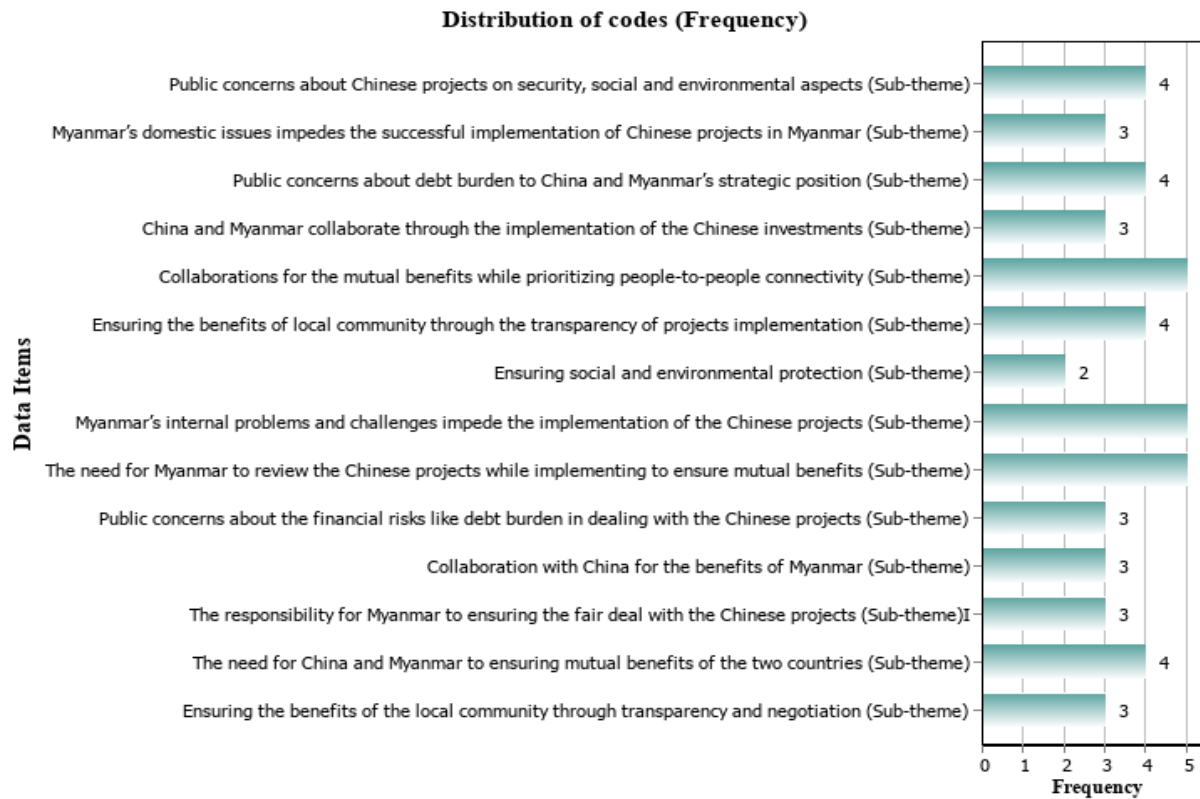 Distribution of codes (Frequency)
Public concerns about Chinese projects on security, social and environmental aspects (Sub-theme)
4
Myanmar’s domestic issues impedes the successful implementation of Chinese projects in Myanmar (Sub-theme)
3
Public concerns about debt burden to China and Myanmar’s strategic position (Sub-theme)
4
China and Myanmar collaborate through the implementation of the Chinese investments (Sub-theme)
3
Collaborations for the mutual benefits while prioritizing people-to-people connectivity (Sub-theme)
Ensuring the benefits of local community through the transparency of projects implementation (Sub-theme)
4
Ensuring social and environmental protection (Sub-theme)
2
Myanmar’s internal problems and challenges impede the implementation of the Chinese projects (Sub-theme)
The need for Myanmar to review the Chinese projects while implementing to ensure mutual benefits (Sub-theme)
Public concerns about the financial risks like debt burden in dealing with the Chinese projects (Sub-theme)
3
Collaboration with China for the benefits of Myanmar (Sub-theme)
3
The responsibility for Myanmar to ensuring the fair deal with the Chinese projects (Sub-theme)I
3
The need for China and Myanmar to ensuring mutual benefits of the two countries (Sub-theme)
4
Ensuring the benefits of the local community through transparency and negotiation (Sub-theme)
3
Data Items
0 1 2 3 4 5
Frequency